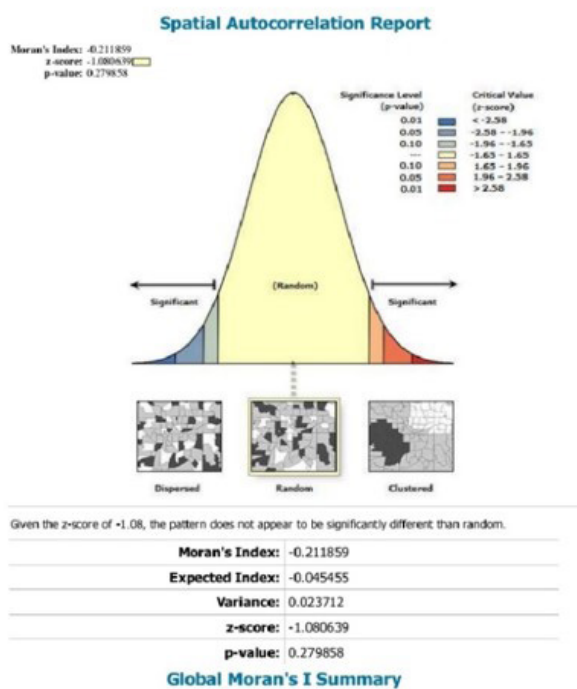 Spatial Autocorrelation Report
Moran's Index: -0.211859
z-score: -1.080639
p-value: 0.279858
Significance Level (p-value) Critical Value (z-score)
0.01 < -2.58
0.05 -2.58 - -1.96
0.10 -1.96 - -1.65
--- -1.65 - 1.65
0.10 1.65 - 1.96
0.05 1.96 - 2.58
0.01 > 2.58
(Random)
Significant Significant
Dispersed Random Clustered
Given the z-score of -1.08, the pattern does not appear to be significantly different than random.
Moran's Index: -0.211859
Expected Index: -0.045455
Variance: 0.023712
z-score: -1.080639
p-value: 0.279858
Global Moran's I Summary